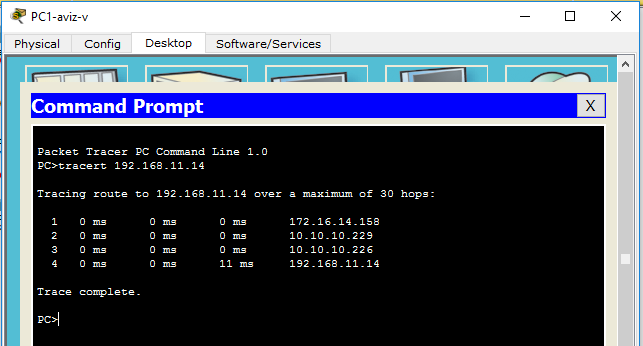 PC1-aviz-v
Physical Config Desktop Software/Services
Command Prompt X
Packet Tracer PC Command Line 1.0
PC>tracert 192.168.11.14
Tracing route to 192.168.11.14 over a maximum of 30 hops:
1 0 ms 0 ms 0 ms 172.16.14.158
2 0 ms 0 ms 0 ms 10.10.10.229
3 0 ms 0 ms 0 ms 10.10.10.226
4 0 ms 0 ms 11 ms 192.168.11.14
Trace complete.
PC>